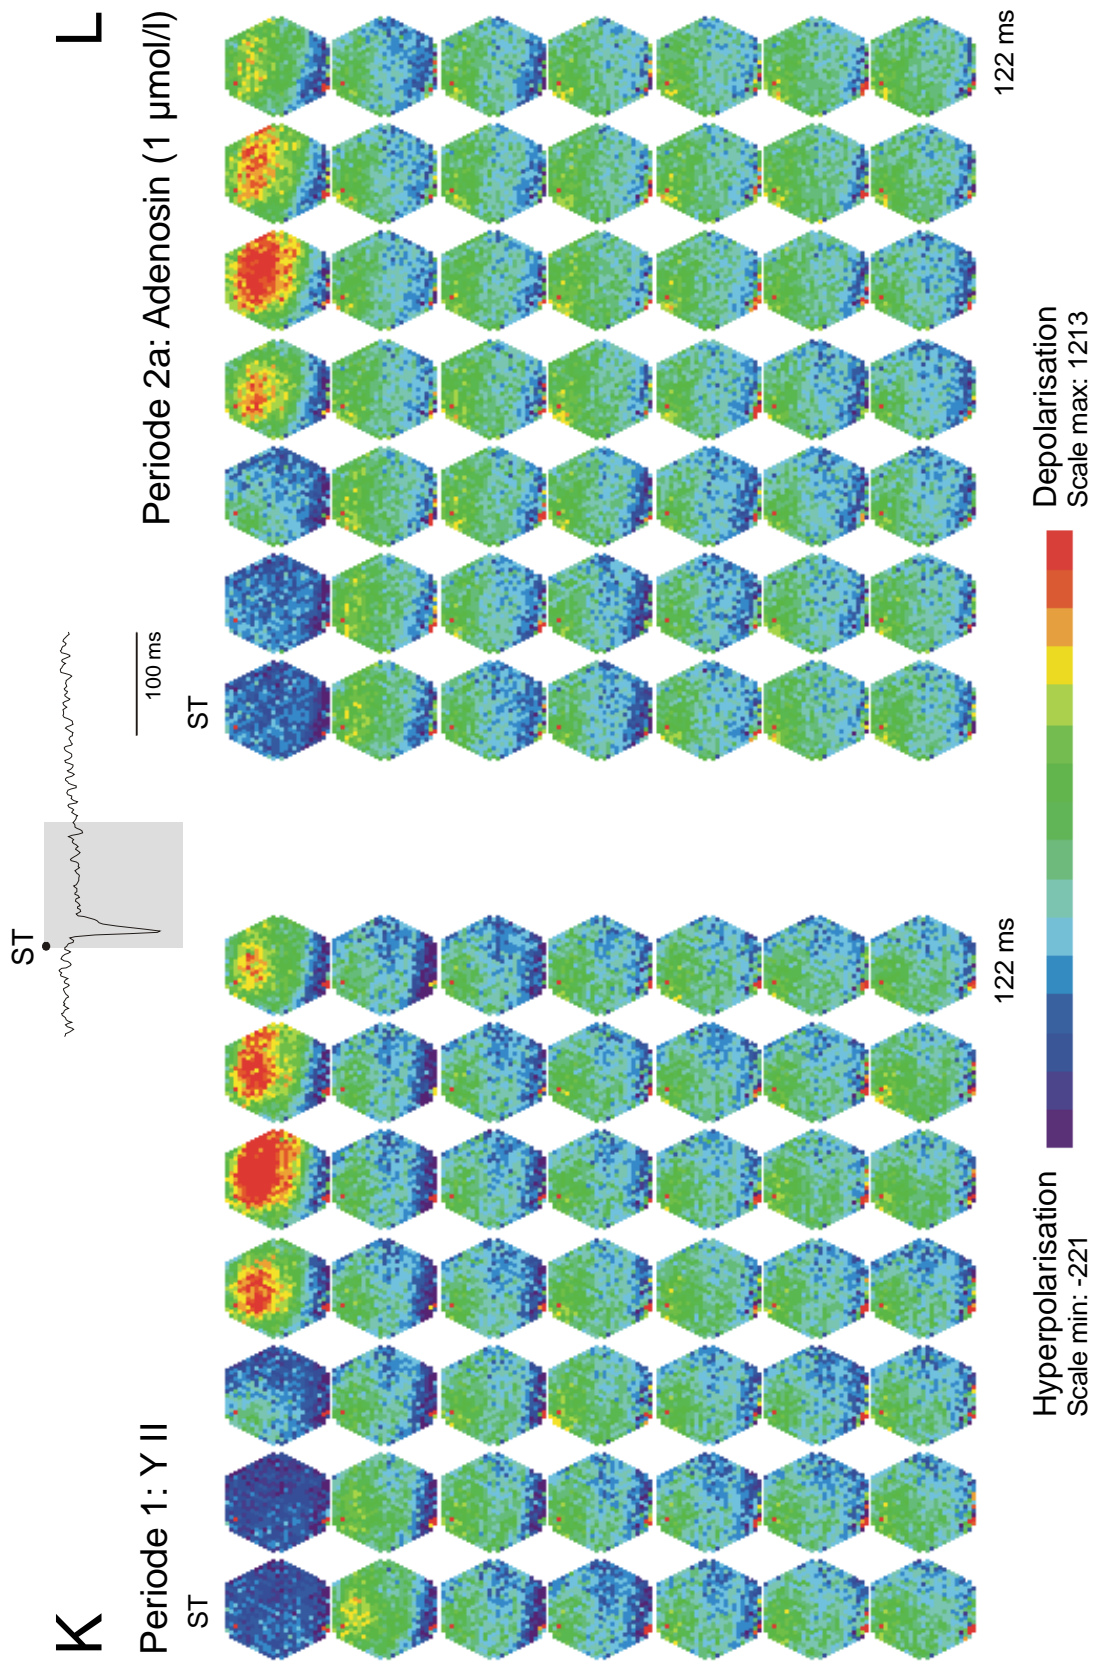 K
L
ST
100 ms
Periode 1: Y II
Periode 2a: Adenosin (1 µmol/l)
ST
ST
122 ms
122 ms
Hyperpolarisation
Scale min: -221
Depolarisation
Scale max: 1213